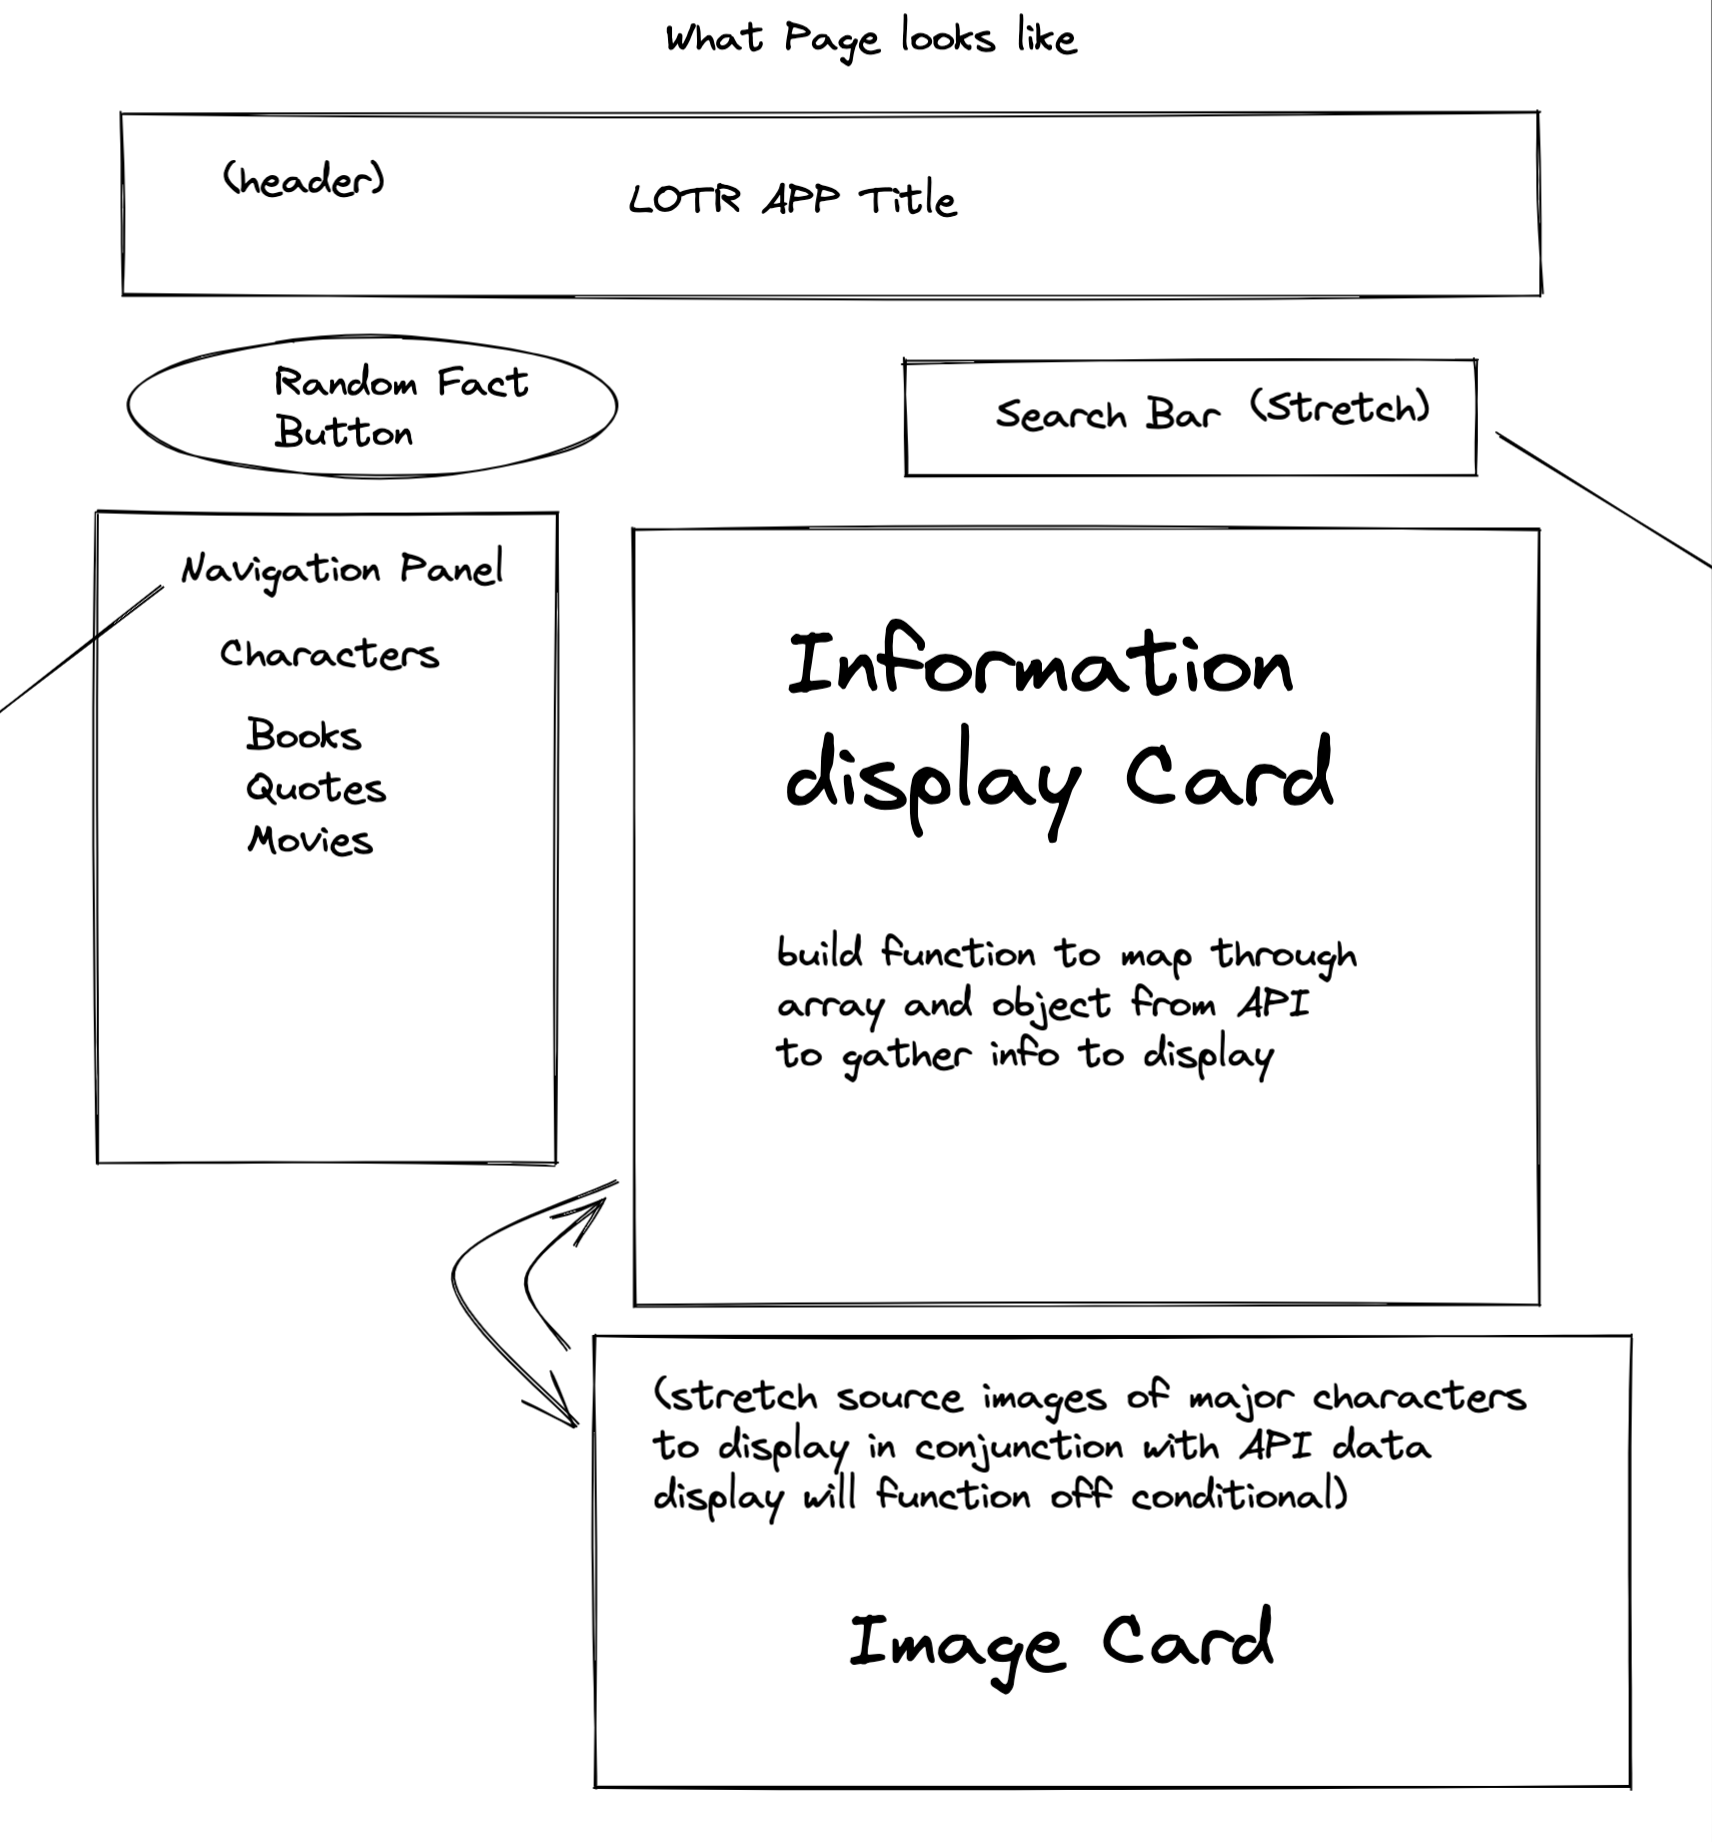 What Page looks like
(header)
LOTR APP Title
Random Fact
Button
Search Bar (Stretch)
Navigation Panel
Characters
Books
Quotes
Movies
Information
display Card
build function to map through
array and object from API
to gather info to display
(stretch source images of major characters
to display in conjunction with API data
display will function off conditional)
Image Card